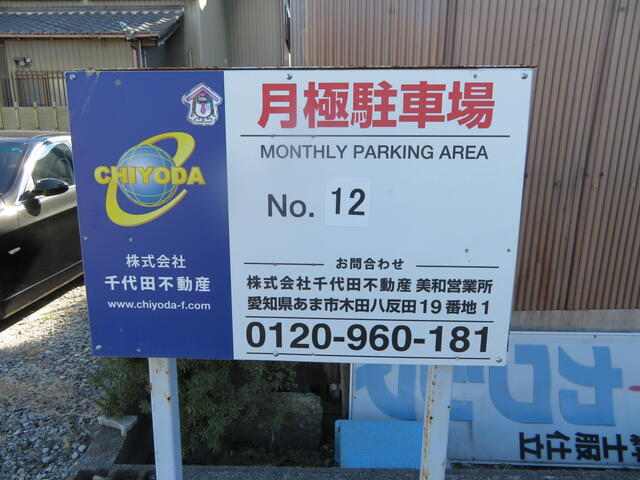 月極駐車場
MONTHLY PARKING AREA
No. 12
お問合わせ
株式会社千代田不動産 美和営業所
愛知県あま市木田八反田19番地1
0120-960-181
CHIYODA
株式会社
千代田不動産
www.chiyoda-f.com
服仕立